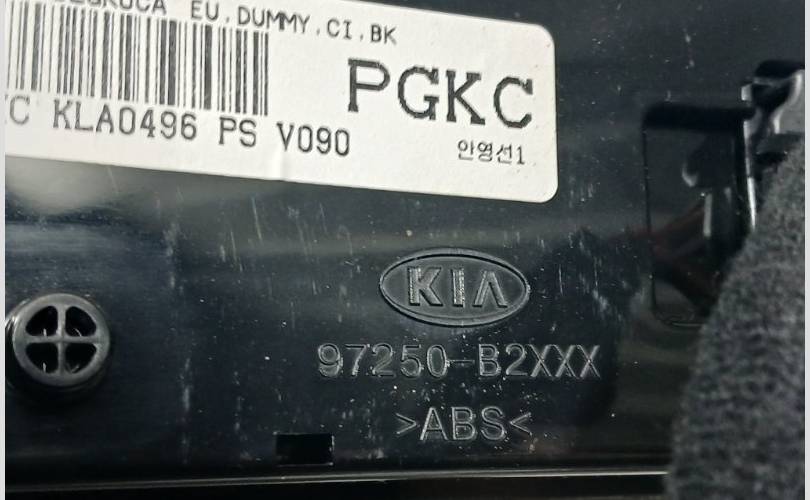 EU,DUMMY,CI,BK
PGKC
KLA0496 PS V090
안영선1
KIA
97250-B2XXX
>ABS<